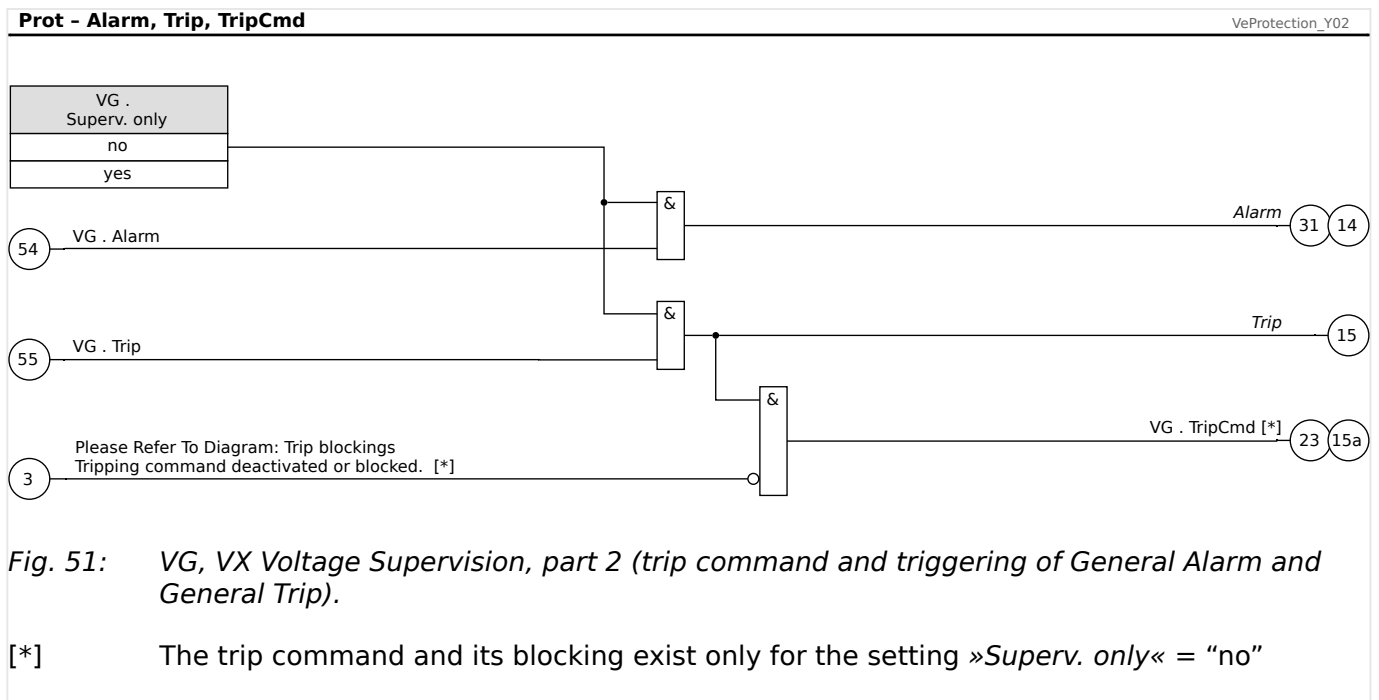 Prot – Alarm, Trip, TripCmd
VeProtection_Y02
VG .
Superv. only
no
yes
&
Alarm
31 14
54
VG . Alarm
&
Trip
15
55
VG . Trip
&
VG . TripCmd [*]
23 15a
Please Refer To Diagram: Trip blockings
Tripping command deactivated or blocked. [*]
3
Fig. 51: VG, VX Voltage Supervision, part 2 (trip command and triggering of General Alarm and
General Trip).
[*] The trip command and its blocking exist only for the setting »Superv. only« = “no”